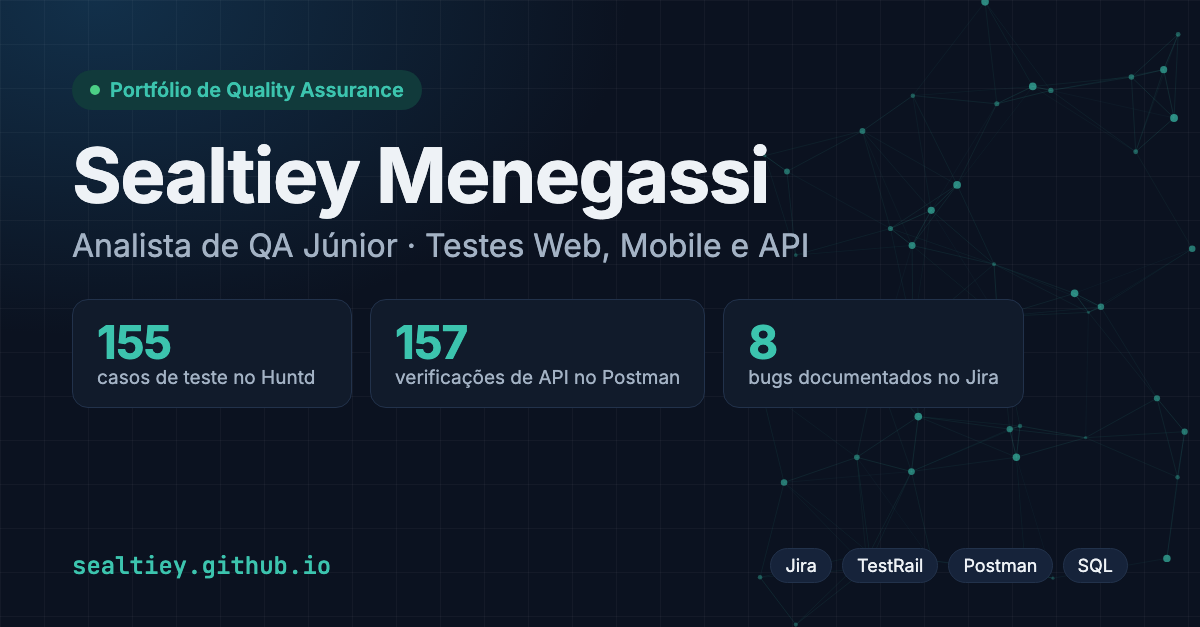 Portfólio de Quality Assurance
Sealtiey Menegassi
Analista de QA Júnior · Testes Web, Mobile e API
155
casos de teste no Huntd
157
verificações de API no Postman
8
bugs documentados no Jira
sealtiey.github.io
Jira
TestRail
Postman
SQL